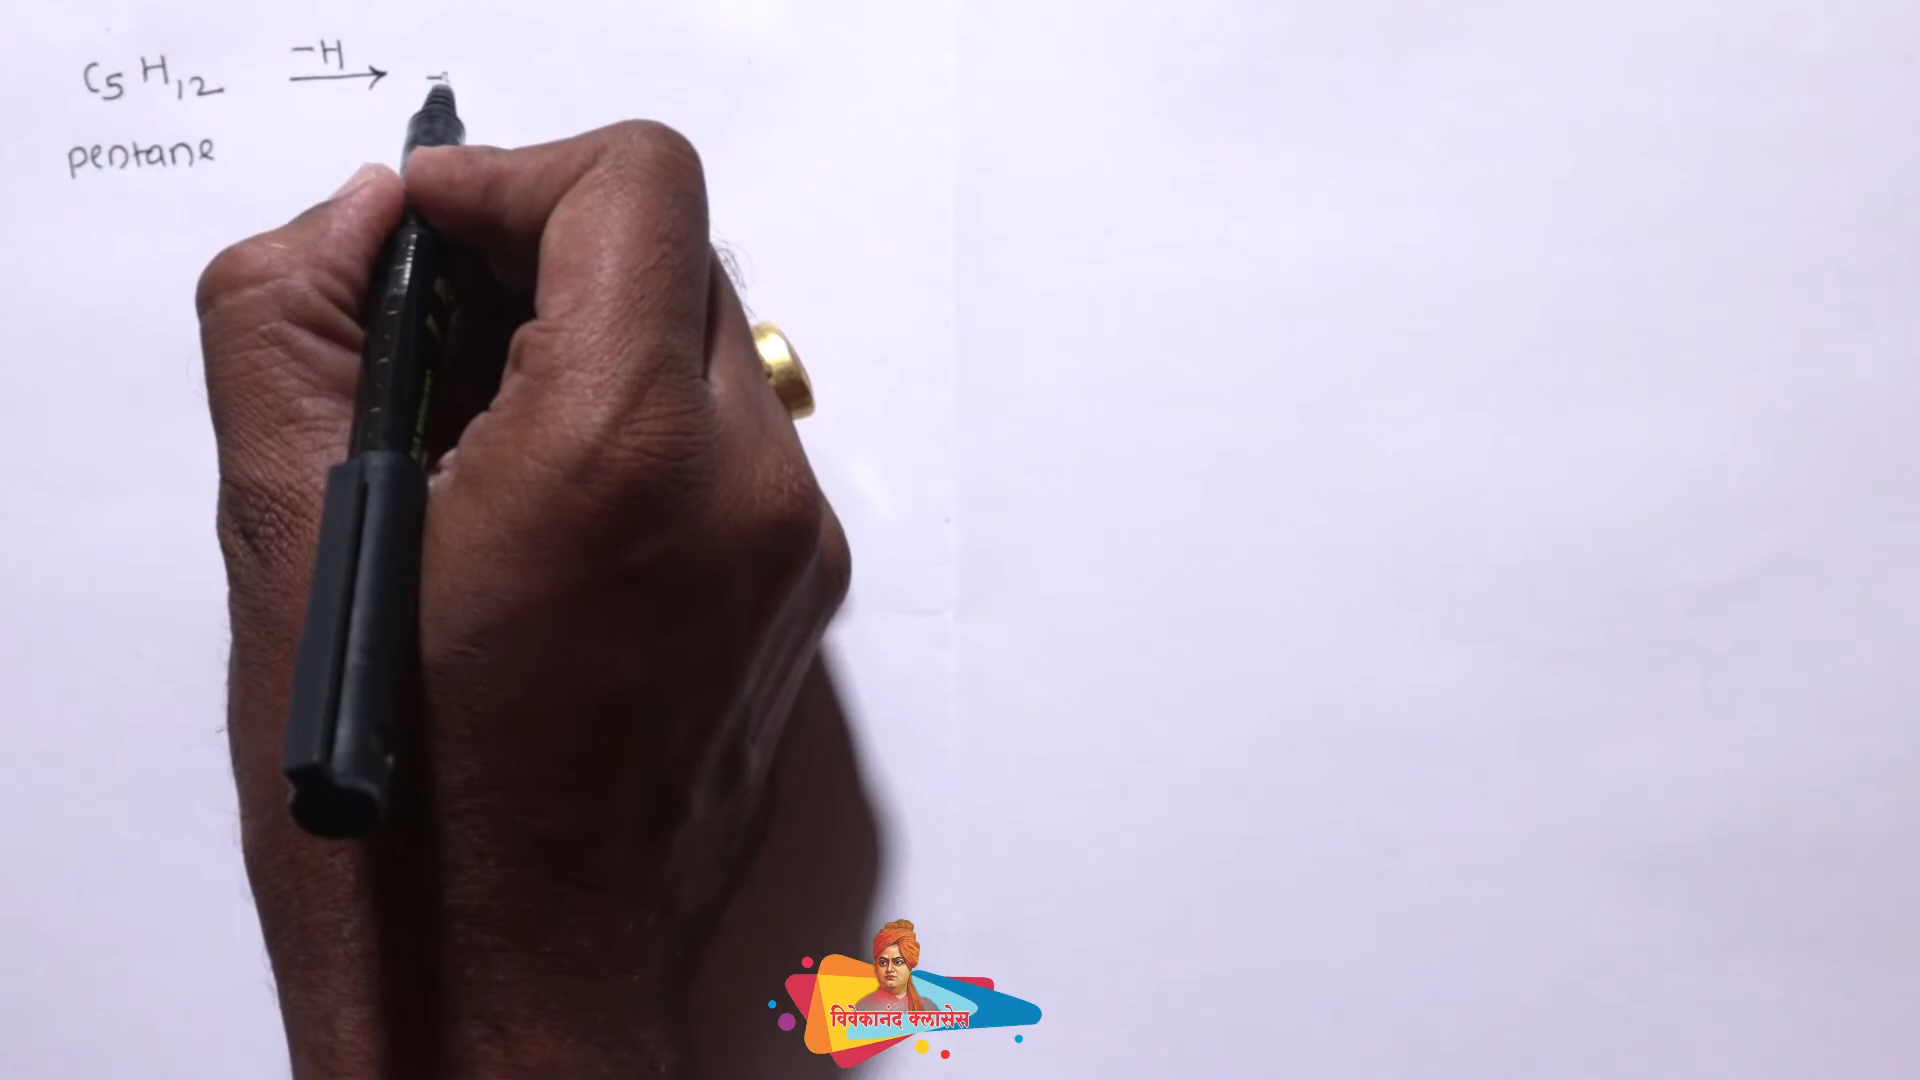 C5 H12 -H → -
pentane
विवेकानंद क्लासेस